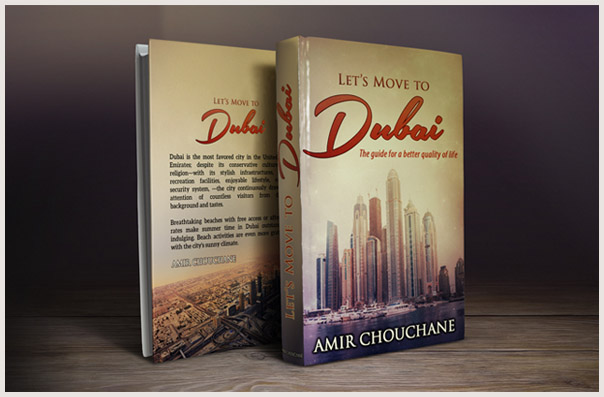 LET'S MOVE TO
Dubai
Dubai is the most favored city in the
Emirates, despite its conservative
religion—with its stylish infrastructures,
recreation facilities, enjoyable lifestyle,
security system, —the city continuously
attention of countless visitors
background and tastes.
Breathtaking beaches with free access or
rates make summer time in Dubai
indulging. Beach activities are even more
with the city's sunny climate.
AMIR CHOUCHANE
LET'S MOVE TO
Dubai
LET'S MOVE TO
Dubai
The guide for a better quality of life
AMIR CHOUCHANE